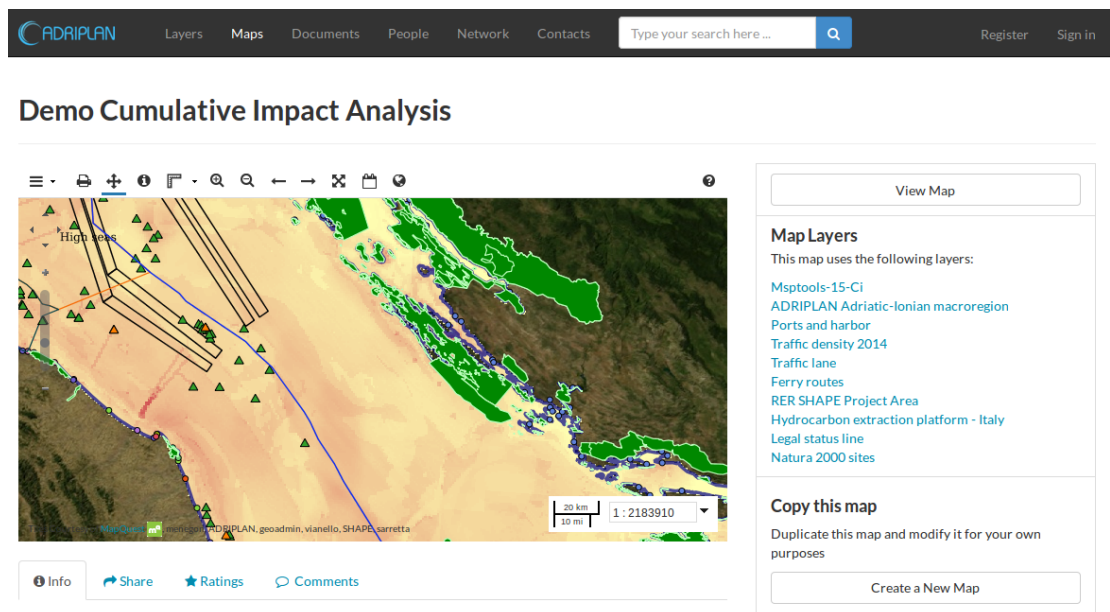 ADRIPLAN Layers Maps Documents People Network Contacts Type your search here ... Register Sign in
Demo Cumulative Impact Analysis
View Map
High seas
Map Layers
This map uses the following layers:
Msptools-15-Ci
ADRIPLAN Adriatic-Ionian macroregion
Ports and harbor
Traffic density 2014
Traffic lane
Ferry routes
RER SHAPE Project Area
Hydrocarbon extraction platform - Italy
Legal status line
Natura 2000 sites
20 km
10 mi
1 : 2183910
ADRIPLAN, geoadmin, vianello, SHAPE, sarretta
Copy this map
Duplicate this map and modify it for your own
purposes
Create a New Map
Info Share Ratings Comments